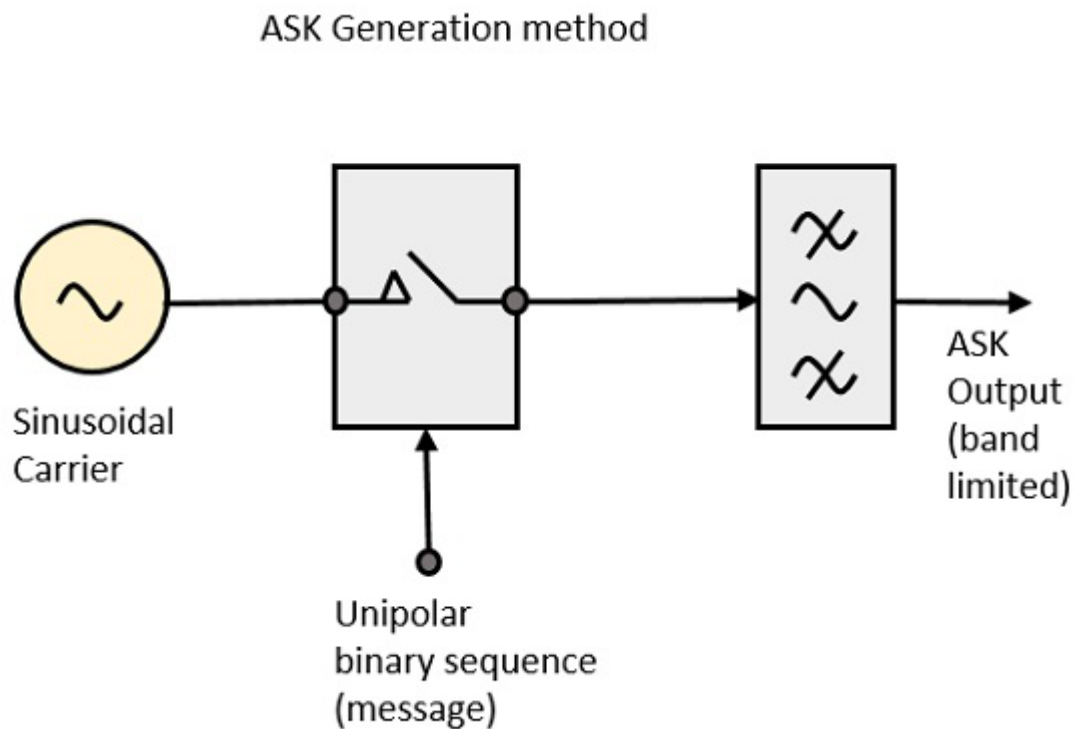 ASK Generation method
Sinusoidal
Carrier
Unipolar
binary sequence
(message)
ASK
Output
(band
limited)